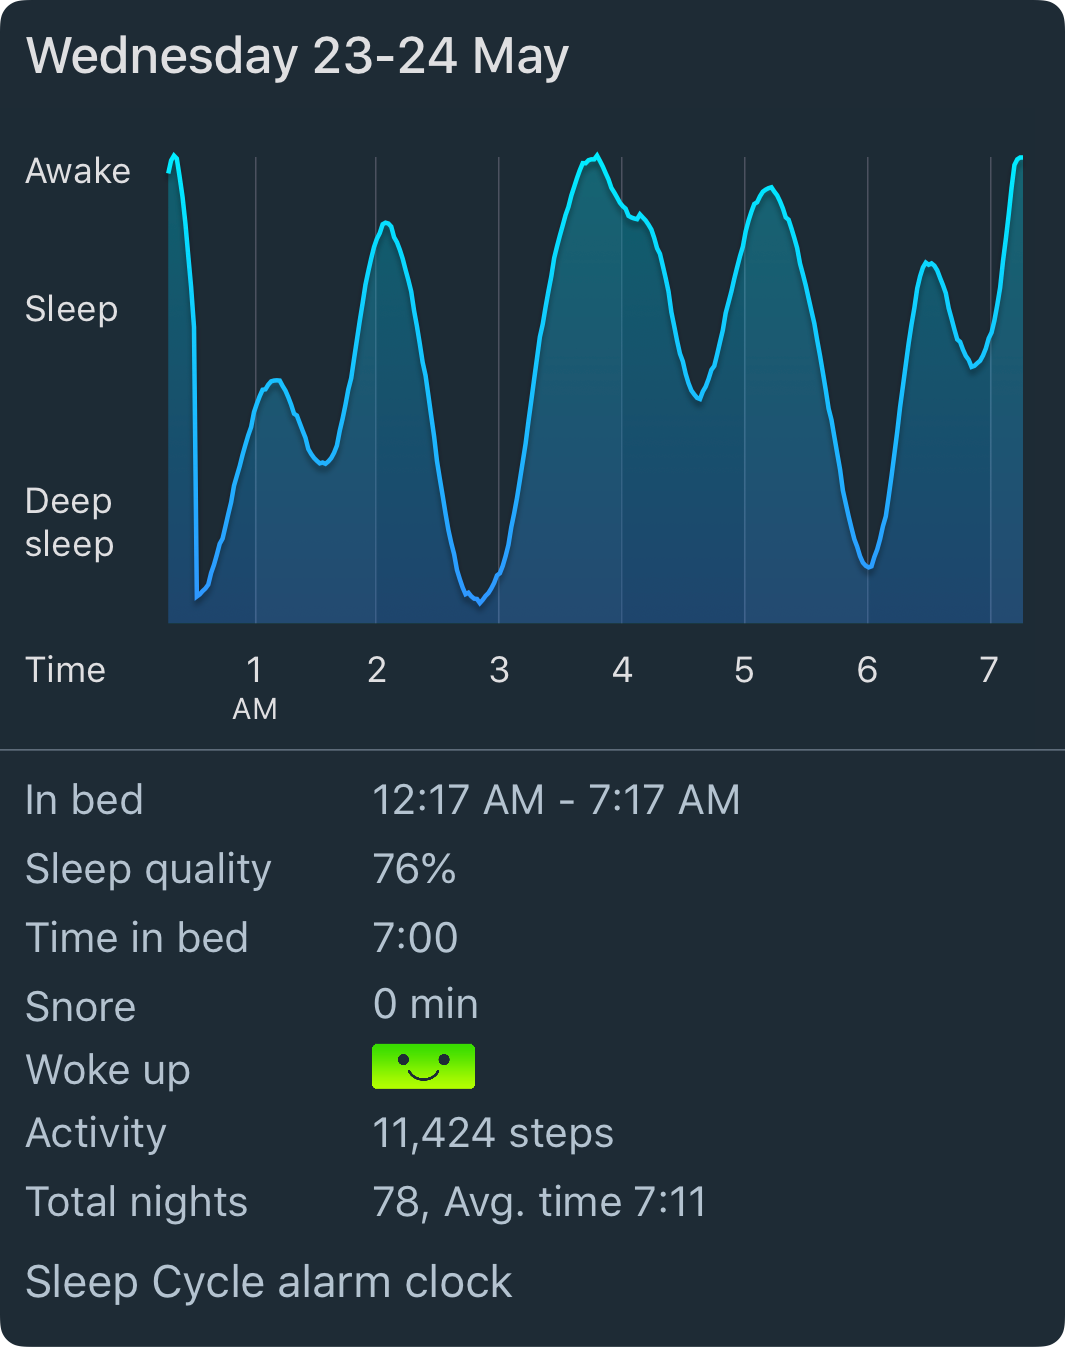 Wednesday 23-24 May
Awake
Sleep
Deep
sleep
Time 1 2 3 4 5 6 7
AM
In bed 12:17 AM - 7:17 AM
Sleep quality 76%
Time in bed 7:00
Snore 0 min
Woke up
Activity 11,424 steps
Total nights 78, Avg. time 7:11
Sleep Cycle alarm clock